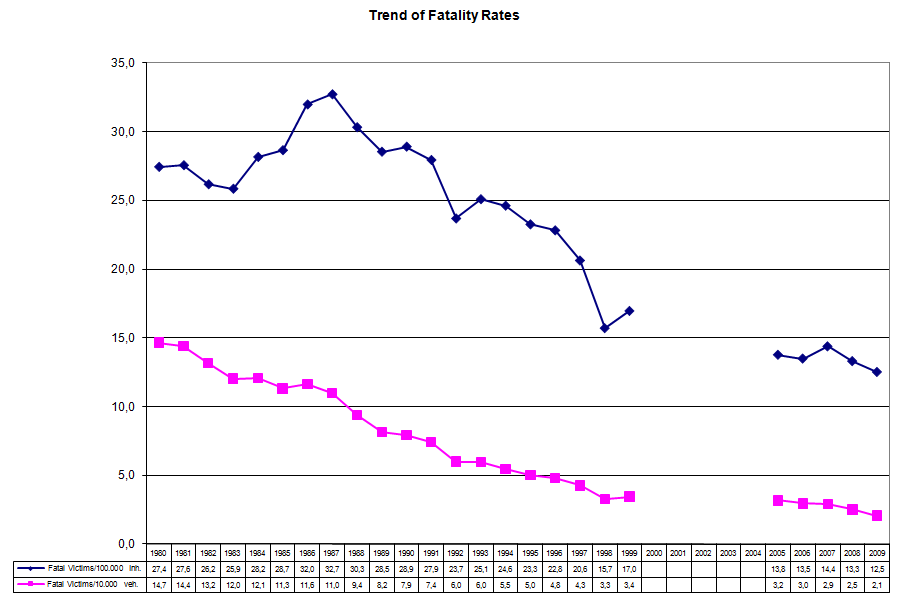 Trend of Fatality Rates
35,0
30,0
25,0
20,0
15,0
10,0
5,0
0,0
1980 1981 1982 1983 1984 1985 1986 1987 1988 1989 1990 1991 1992 1993 1994 1995 1996 1997 1998 1999 2000 2001 2002 2003 2004 2005 2006 2007 2008 2009
Fatal Victims/100.000 Inh. 27,4 27,6 26,2 25,9 28,2 28,7 32,0 32,7 30,3 28,5 28,9 27,9 23,7 25,1 24,6 23,3 22,8 20,6 15,7 17,0 13,8 13,5 14,4 13,3 12,5
Fatal Victims/10.000 veh. 14,7 14,4 13,2 12,0 12,1 11,3 11,6 11,0 9,4 8,2 7,9 7,4 6,0 6,0 5,5 5,0 4,8 4,3 3,3 3,4 3,2 3,0 2,9 2,5 2,1